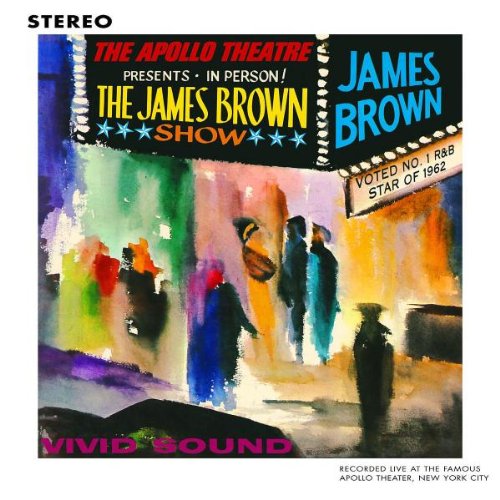 STEREO
THE APOLLO THEATRE
PRESENTS · IN PERSON!
THE JAMES BROWN
SHOW
JAMES
BROWN
VOTED NO. 1 R&B
STAR OF 1962
VIVID SOUND
RECORDED LIVE AT THE FAMOUS
APOLLO THEATER, NEW YORK CITY